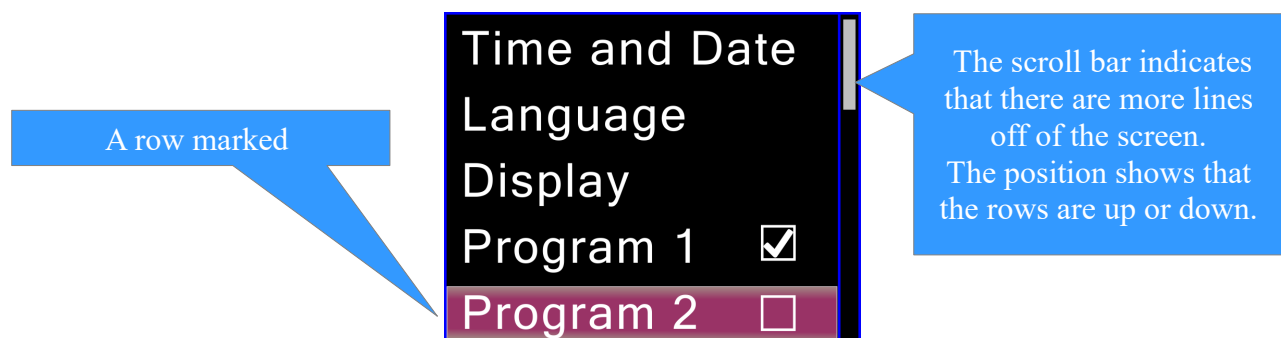 Time and Date
Language
Display
Program 1
Program 2
A row marked
The scroll bar indicates
that there are more lines
off of the screen.
The position shows that
the rows are up or down.